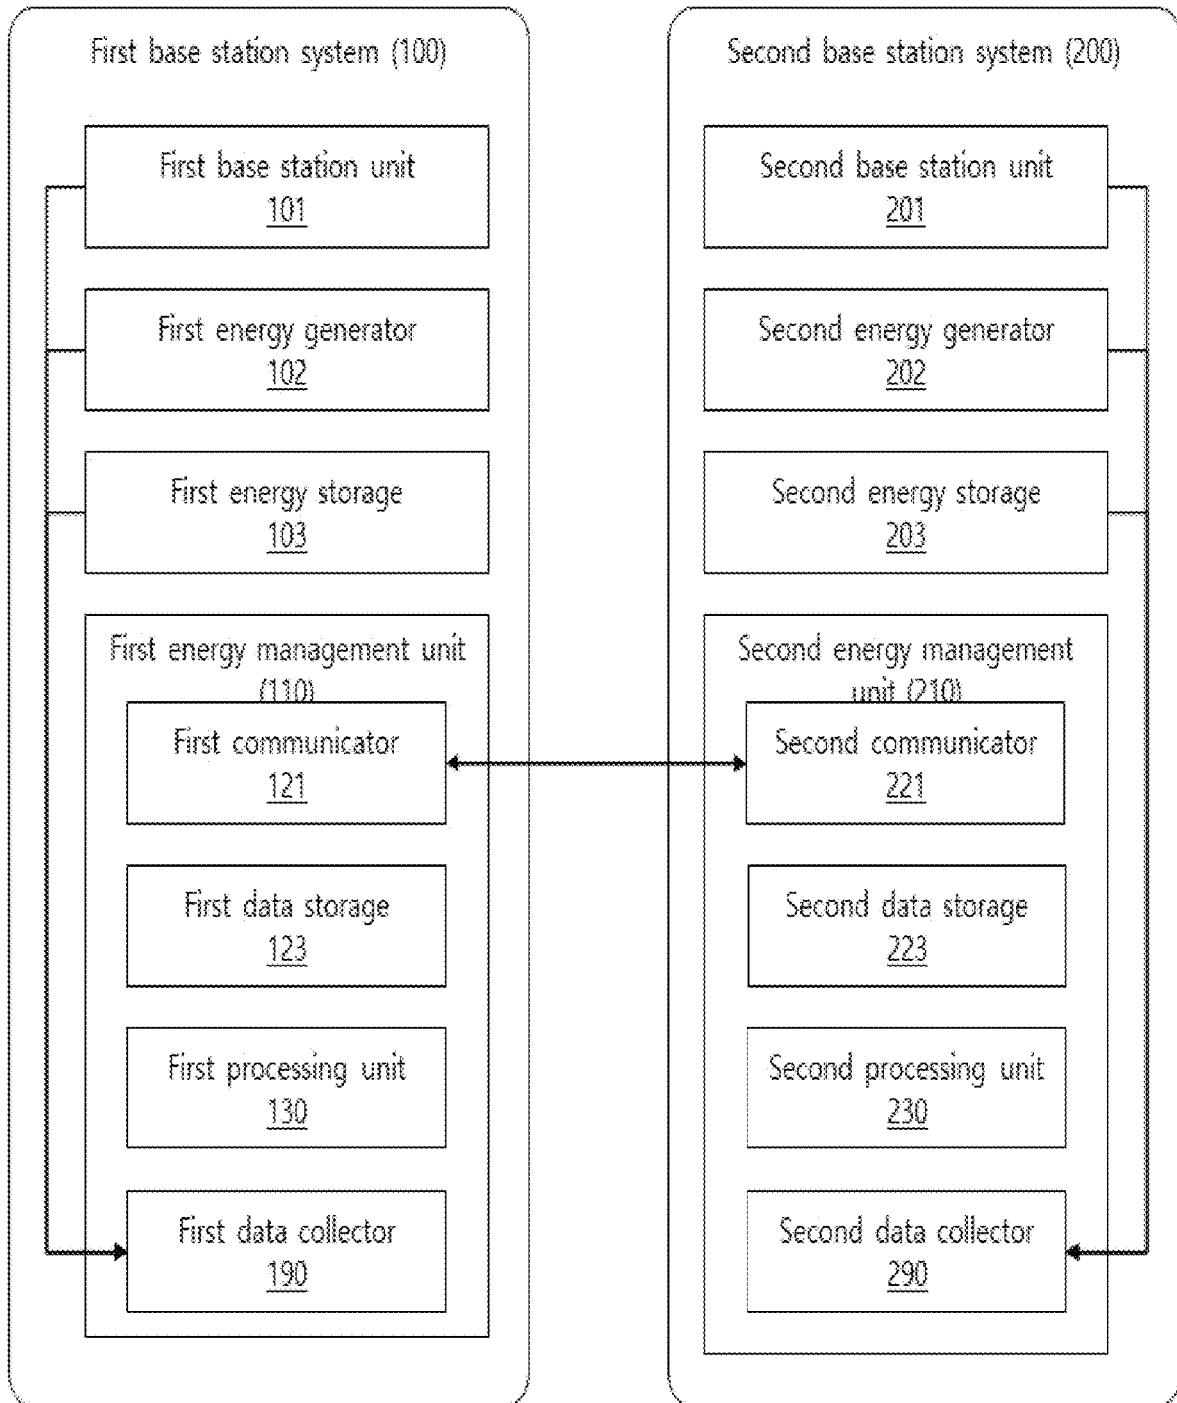 First base station system (100)
First base station unit
101
First energy generator
102
First energy storage
103
First energy management unit
(110)
First communicator
121
First data storage
123
First processing unit
130
First data collector
190
Second base station system (200)
Second base station unit
201
Second energy generator
202
Second energy storage
203
Second energy management
unit (210)
Second communicator
221
Second data storage
223
Second processing unit
230
Second data collector
290